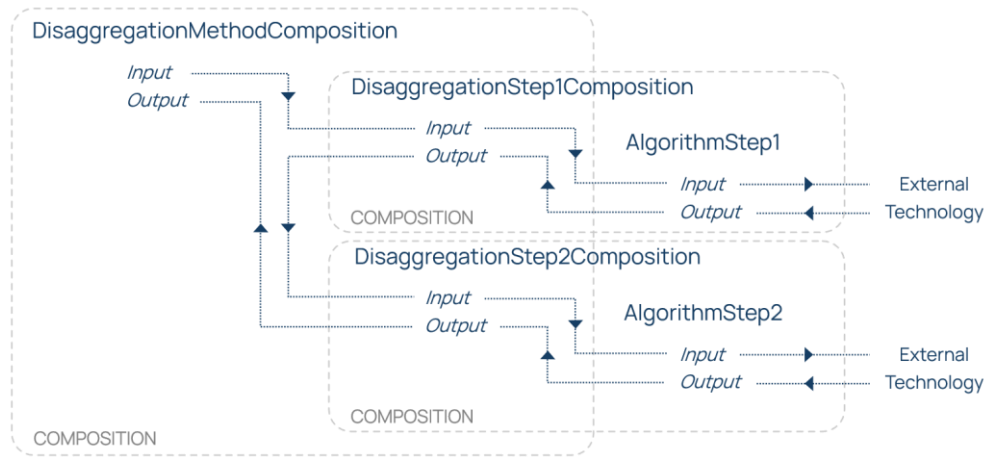 DisaggregationMethodComposition
Input
Output
DisaggregationStep1Composition
Input
Output
AlgorithmStep1
Input
Output
External
Technology
COMPOSITION
DisaggregationStep2Composition
Input
Output
AlgorithmStep2
Input
Output
External
Technology
COMPOSITION
COMPOSITION